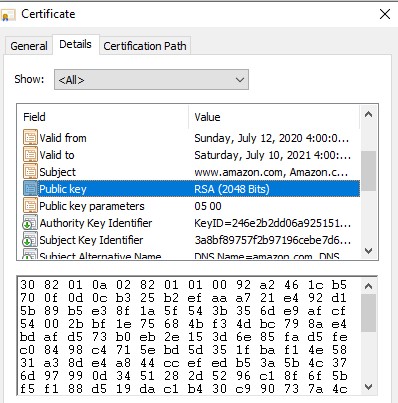 Certificate
General Details Certification Path
Show: <All>
Field Value
Valid from Sunday, July 12, 2020 4:00:0...
Valid to Saturday, July 10, 2021 4:00:0...
Subject www.amazon.com, Amazon.c...
Public key RSA (2048 Bits)
Public key parameters 05 00
Authority Key Identifier KeyID=246e2b2dd06a925151...
Subject Key Identifier 3a8bf89757f2b97196cebe7d6...
Subject Alternative Name DNS Name=amazon.com, DNS
30 82 01 0a 02 82 01 01 00 92 a2 46 1c b5
70 0f 0d 0c b3 25 b2 ef aa a7 21 e4 92 d1
5b 89 b5 e3 8f 1a 5f 54 3b 35 6d e9 af cf
54 00 2b bf 1e 75 68 4b f3 4d bc 79 8a e4
bd af d5 73 b0 eb 2e 15 3d 6e 85 fa d5 fe
c0 84 98 c4 71 5e bd 5d 35 1f ba f1 4e 58
31 a3 8d e4 a8 44 cc ef ed b5 3a 5b 4c 37
6d 97 99 0d 34 51 28 2d 52 96 c1 8f 6f 5b
f5 f1 88 d5 19 da c1 b4 30 c9 90 73 7a 4c